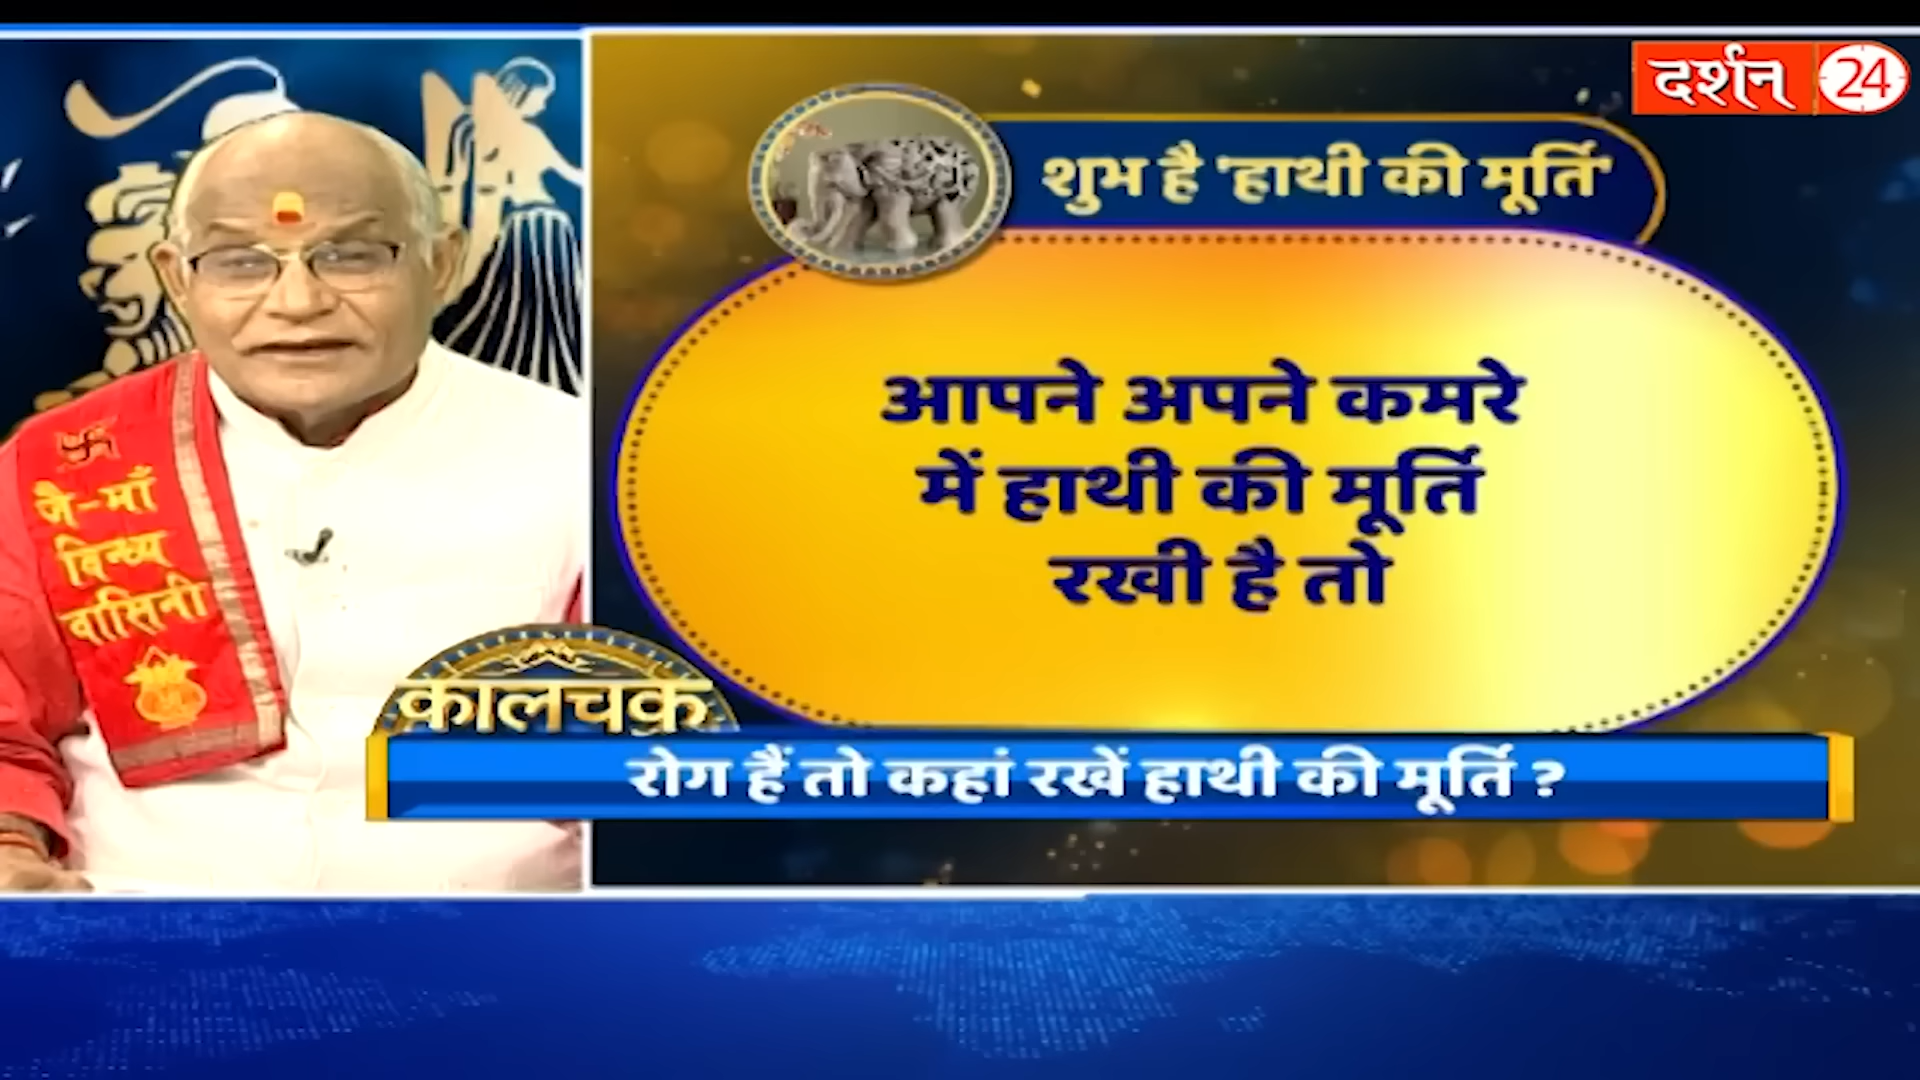 दर्शन 24
शुभ है 'हाथी की मूर्ति'
आपने अपने कमरे
में हाथी की मूर्ति
रखी है तो
जै-माँ
विन्ध्य
वासिनी
कालचक्र
रोग हैं तो कहां रखें हाथी की मूर्ति ?